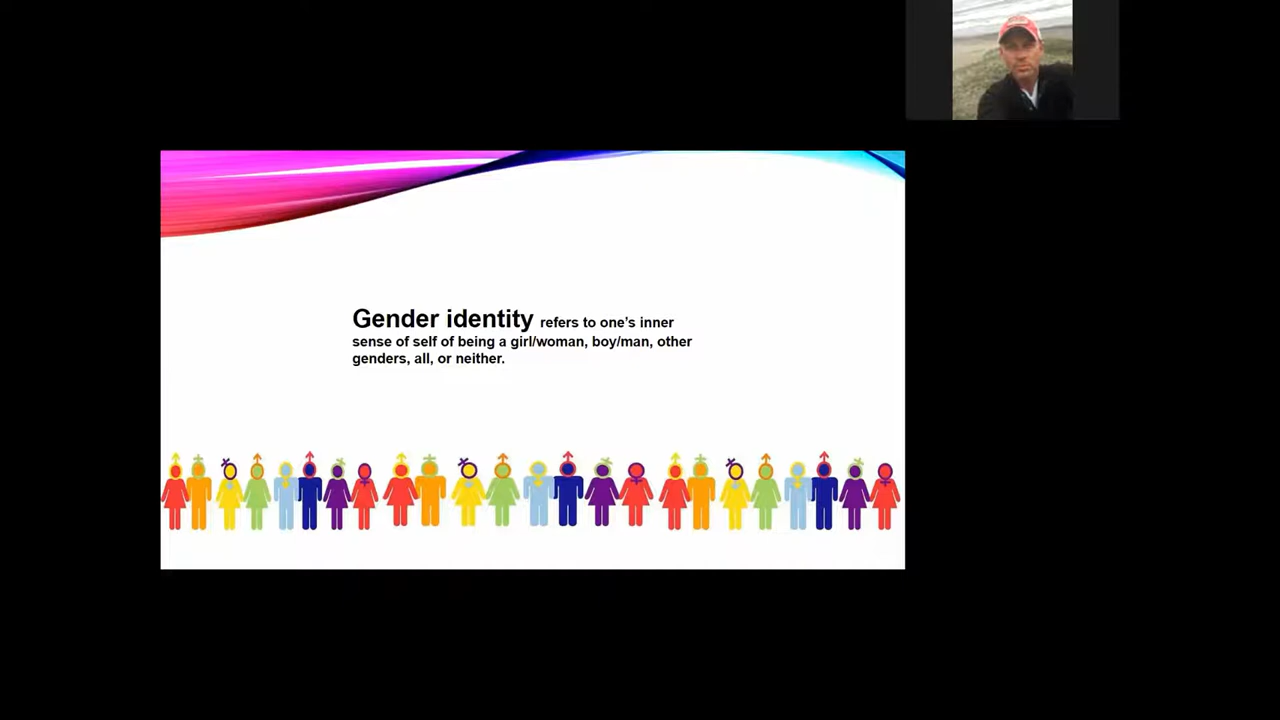 Gender identity refers to one’s inner
sense of self of being a girl/woman, boy/man, other
genders, all, or neither.